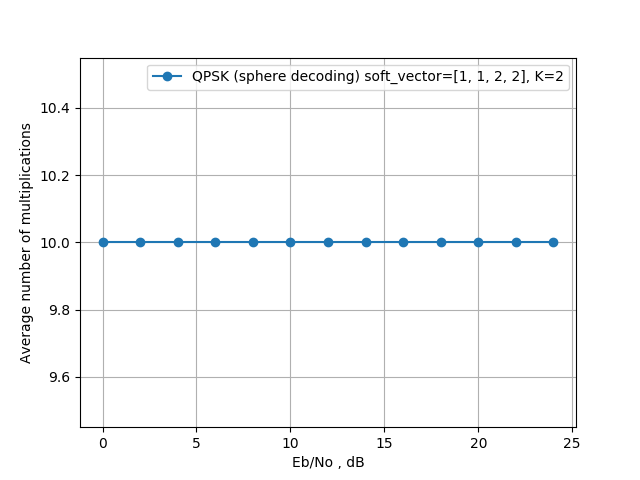 QPSK (sphere decoding) soft_vector=[1, 1, 2, 2], K=2
Average number of multiplications
10.4
10.2
10.0
9.8
9.6
0 5 10 15 20 25
Eb/No , dB